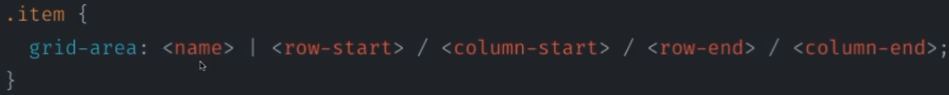 .item {
  grid-area: <name> | <row-start> / <column-start> / <row-end> / <column-end>;
}